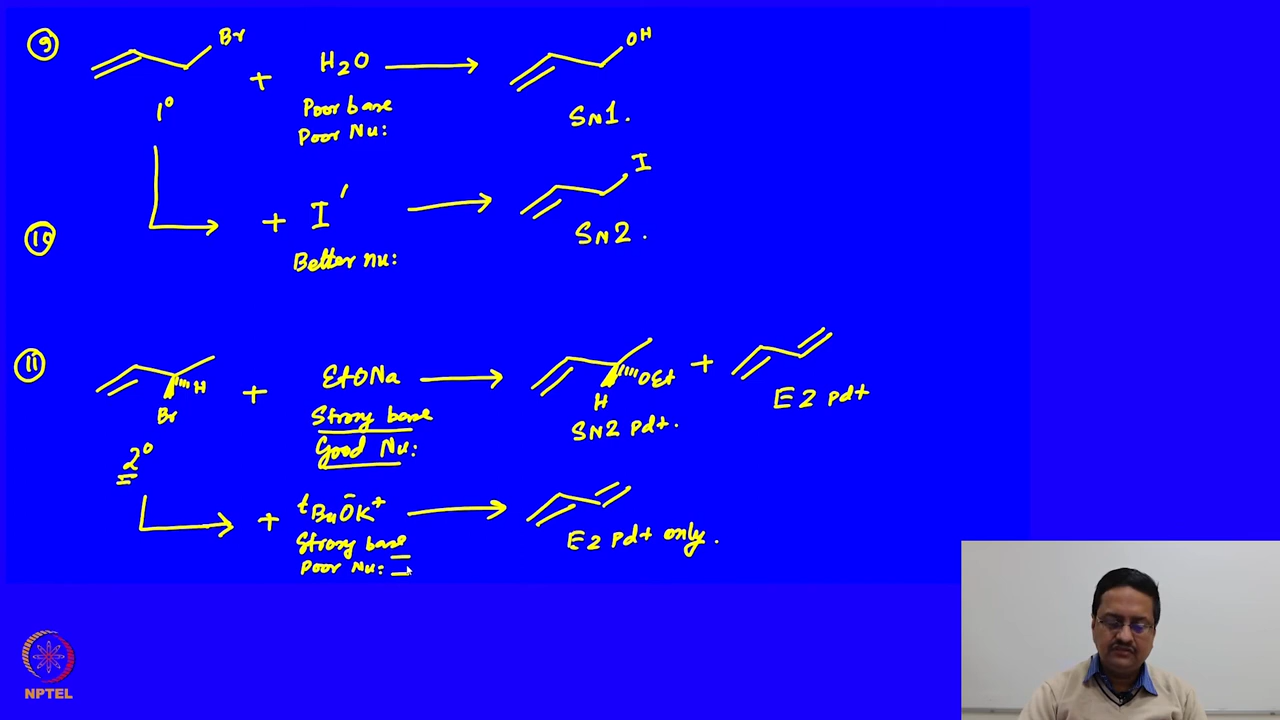 9 Br + H2O → OH
1° Poor base
Poor Nu: SN1.
10 + I' → I
Better nu: SN2.
11 H Br + EtONa → H OEt + E2 pdt
2° Strong base
Good Nu: SN2 pdt.
+ tBuO-K+ → E2 pdt only.
Strong base
Poor Nu:
NPTEL